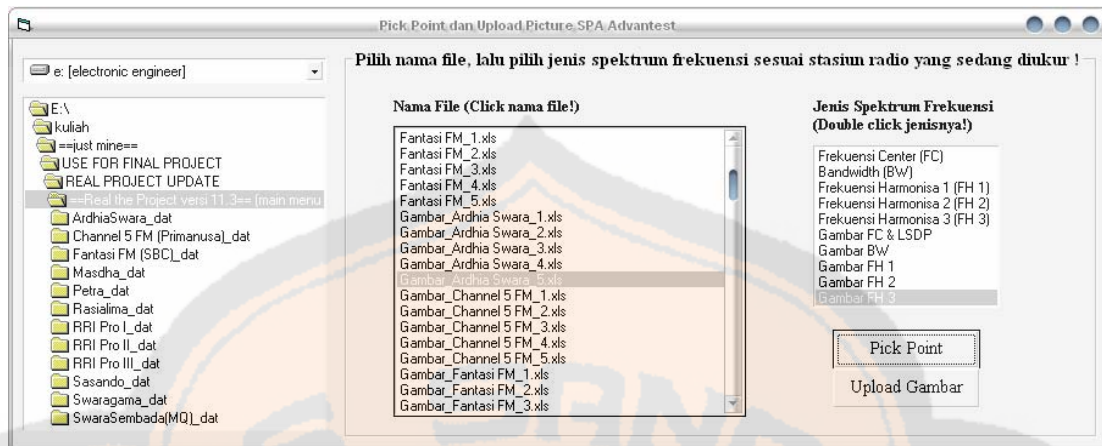 Pick Point dan Upload Picture SPA Advantest
e: [electronic engineer]
E:\
kuliah
==just mine==
USE FOR FINAL PROJECT
REAL PROJECT UPDATE
==Real the Project versi 11.3== (main menu
ArdhiaSwara_dat
Channel 5 FM (Primanusa)_dat
Fantasi FM (SBC)_dat
Masdha_dat
Petra_dat
Rasialima_dat
RRI Pro I_dat
RRI Pro II_dat
RRI Pro III_dat
Sasando_dat
Swaragama_dat
SwaraSembada(MQ)_dat
Pilih nama file, lalu pilih jenis spektrum frekuensi sesuai stasiun radio yang sedang diukur !
Nama File (Click nama file!)
Fantasi FM_1.xls
Fantasi FM_2.xls
Fantasi FM_3.xls
Fantasi FM_4.xls
Fantasi FM_5.xls
Gambar_Ardhia Swara_1.xls
Gambar_Ardhia Swara_2.xls
Gambar_Ardhia Swara_3.xls
Gambar_Ardhia Swara_4.xls
Gambar_Ardhia Swara_5.xls
Gambar_Channel 5 FM_1.xls
Gambar_Channel 5 FM_2.xls
Gambar_Channel 5 FM_3.xls
Gambar_Channel 5 FM_4.xls
Gambar_Channel 5 FM_5.xls
Gambar_Fantasi FM_1.xls
Gambar_Fantasi FM_2.xls
Gambar_Fantasi FM_3.xls
Jenis Spektrum Frekuensi
(Double click jenisnya!)
Frekuensi Center (FC)
Bandwidth (BW)
Frekuensi Harmonisa 1 (FH 1)
Frekuensi Harmonisa 2 (FH 2)
Frekuensi Harmonisa 3 (FH 3)
Gambar FC & LSDP
Gambar BW
Gambar FH 1
Gambar FH 2
Gambar FH 3
Pick Point
Upload Gambar